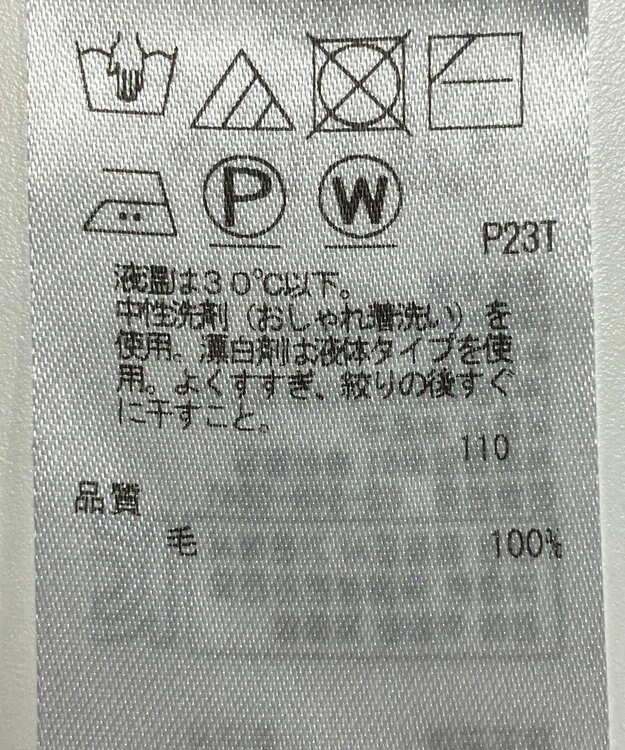 P W
P23T
液温は30℃以下。
中性洗剤（おしゃれ着洗い）を
使用。漂白剤は液体タイプを使
用。よくすすぎ、絞りの後すぐ
に干すこと。
110
品質
毛 100%